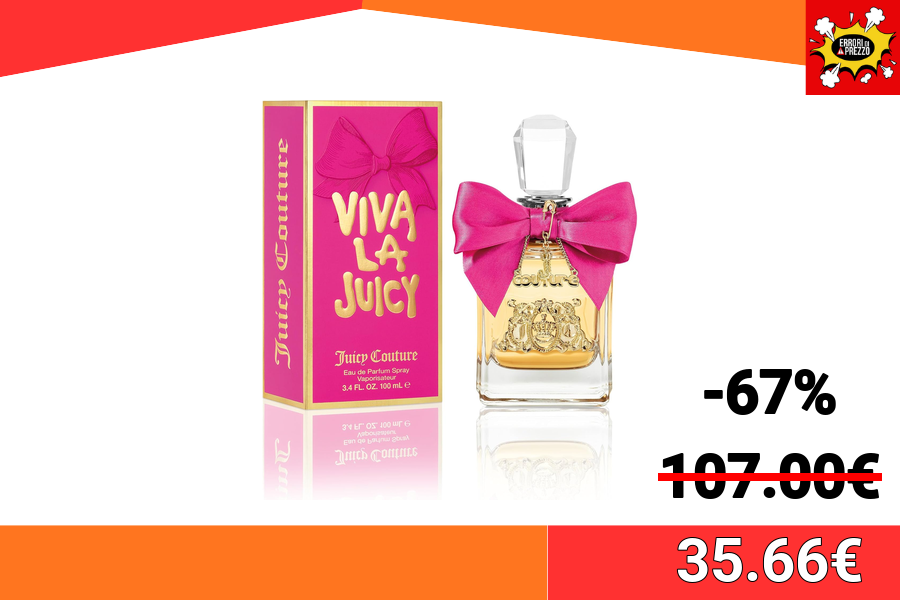 ERRORI DI
PREZZO
Juicy Couture
VIVA
LA
JUICY
Juicy Couture
Eau de Parfum Spray
Vaporisateur
3.4 FL. OZ. 100 mL ℮
couture
-67%
107.00€
35.66€